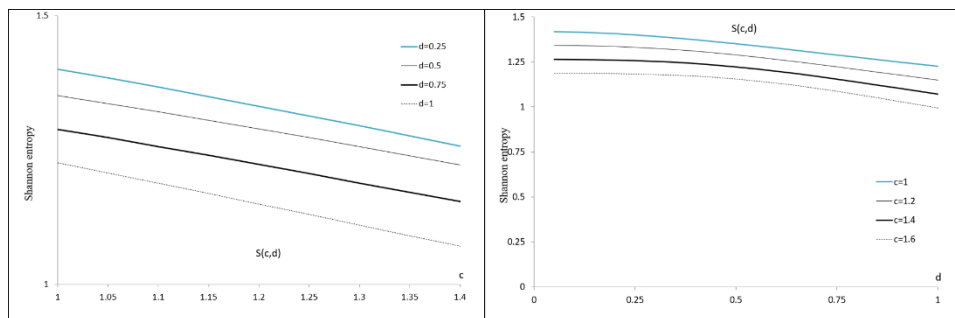 1.5
d=0.25
d=0.5
d=0.75
d=1
Shannon entropy
S(c,d)
c
1
1 1.05 1.1 1.15 1.2 1.25 1.3 1.35 1.4
1.5
S(c,d)
1.25
1
Shannon entropy
0.75
0.5
0.25
0
c=1
c=1.2
c=1.4
c=1.6
d
0 0.25 0.5 0.75 1